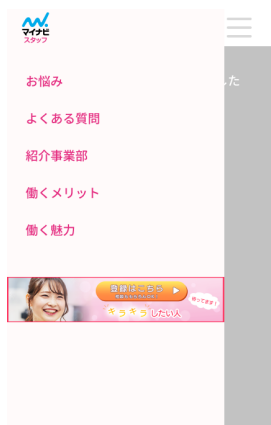 マイナビ
スタッフ
した
お悩み
よくある質問
紹介事業部
働くメリット
働く魅力
登録はこちら
待ってます!
キラキラしたい人